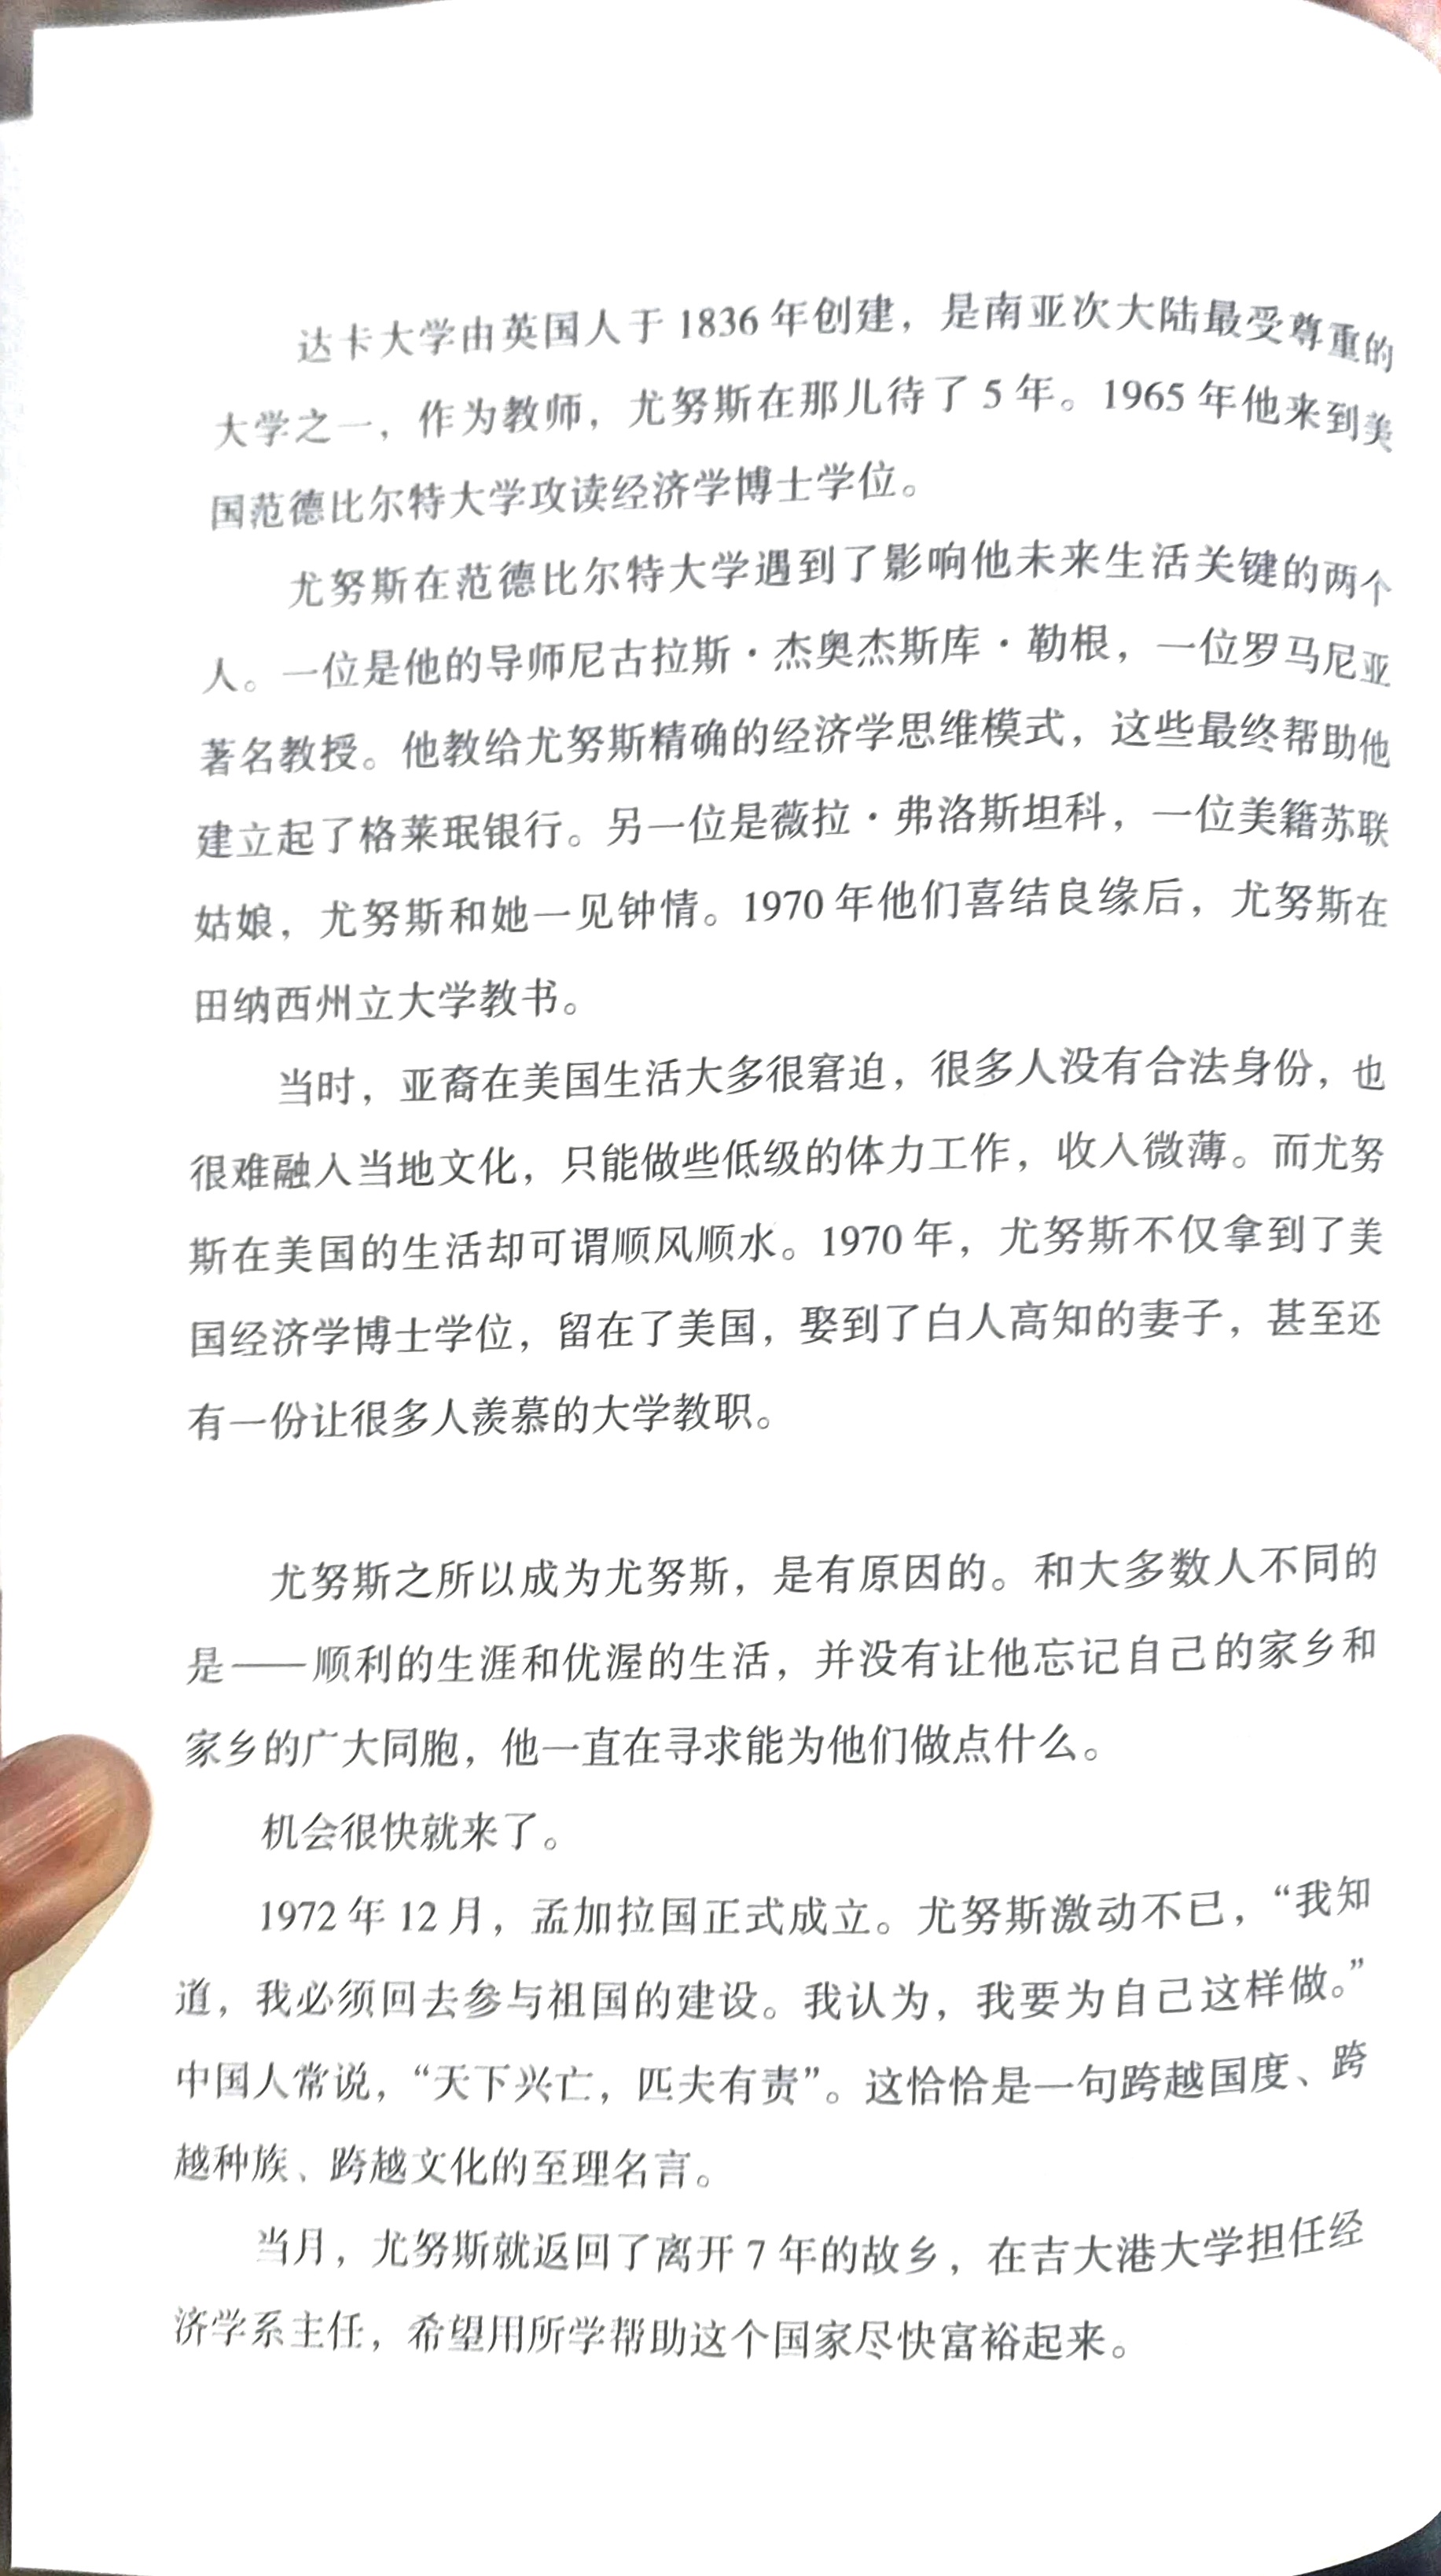 达卡大学由英国人于 1836 年创建，是南亚次大陆最受尊重的
大学之一，作为教师，尤努斯在那儿待了 5 年。1965 年他来到美
国范德比尔特大学攻读经济学博士学位。
尤努斯在范德比尔特大学遇到了影响他未来生活关键的两个
人。一位是他的导师尼古拉斯·杰奥杰斯库·勒根，一位罗马尼亚
著名教授。他教给尤努斯精确的经济学思维模式，这些最终帮助他
建立起了格莱珉银行。另一位是薇拉·弗洛斯坦科，一位美籍苏联
姑娘，尤努斯和她一见钟情。1970 年他们喜结良缘后，尤努斯在
田纳西州立大学教书。
当时，亚裔在美国生活大多很窘迫，很多人没有合法身份，也
很难融入当地文化，只能做些低级的体力工作，收入微薄。而尤努
斯在美国的生活却可谓顺风顺水。1970 年，尤努斯不仅拿到了美
国经济学博士学位，留在了美国，娶到了白人高知的妻子，甚至还
有一份让很多人羡慕的大学教职。
尤努斯之所以成为尤努斯，是有原因的。和大多数人不同的
是——顺利的生涯和优渥的生活，并没有让他忘记自己的家乡和
家乡的广大同胞，他一直在寻求能为他们做点什么。
机会很快就来了。
1972 年 12 月，孟加拉国正式成立。尤努斯激动不已，“我知
道，我必须回去参与祖国的建设。我认为，我要为自己这样做。”
中国人常说，“天下兴亡，匹夫有责”。这恰恰是一句跨越国度、跨
越种族、跨越文化的至理名言。
当月，尤努斯就返回了离开 7 年的故乡，在吉大港大学担任经
济学系主任，希望用所学帮助这个国家尽快富裕起来。